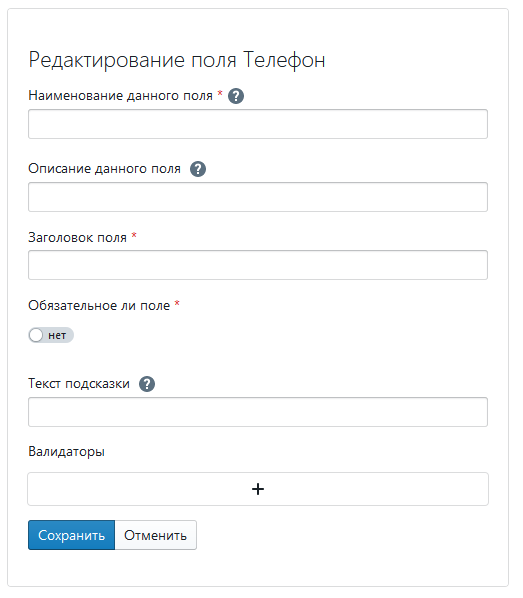 Редактирование поля Телефон
Наименование данного поля * ?
Описание данного поля ?
Заголовок поля *
Обязательное ли поле *
нет
Текст подсказки ?
Валидаторы
+
Сохранить Отменить